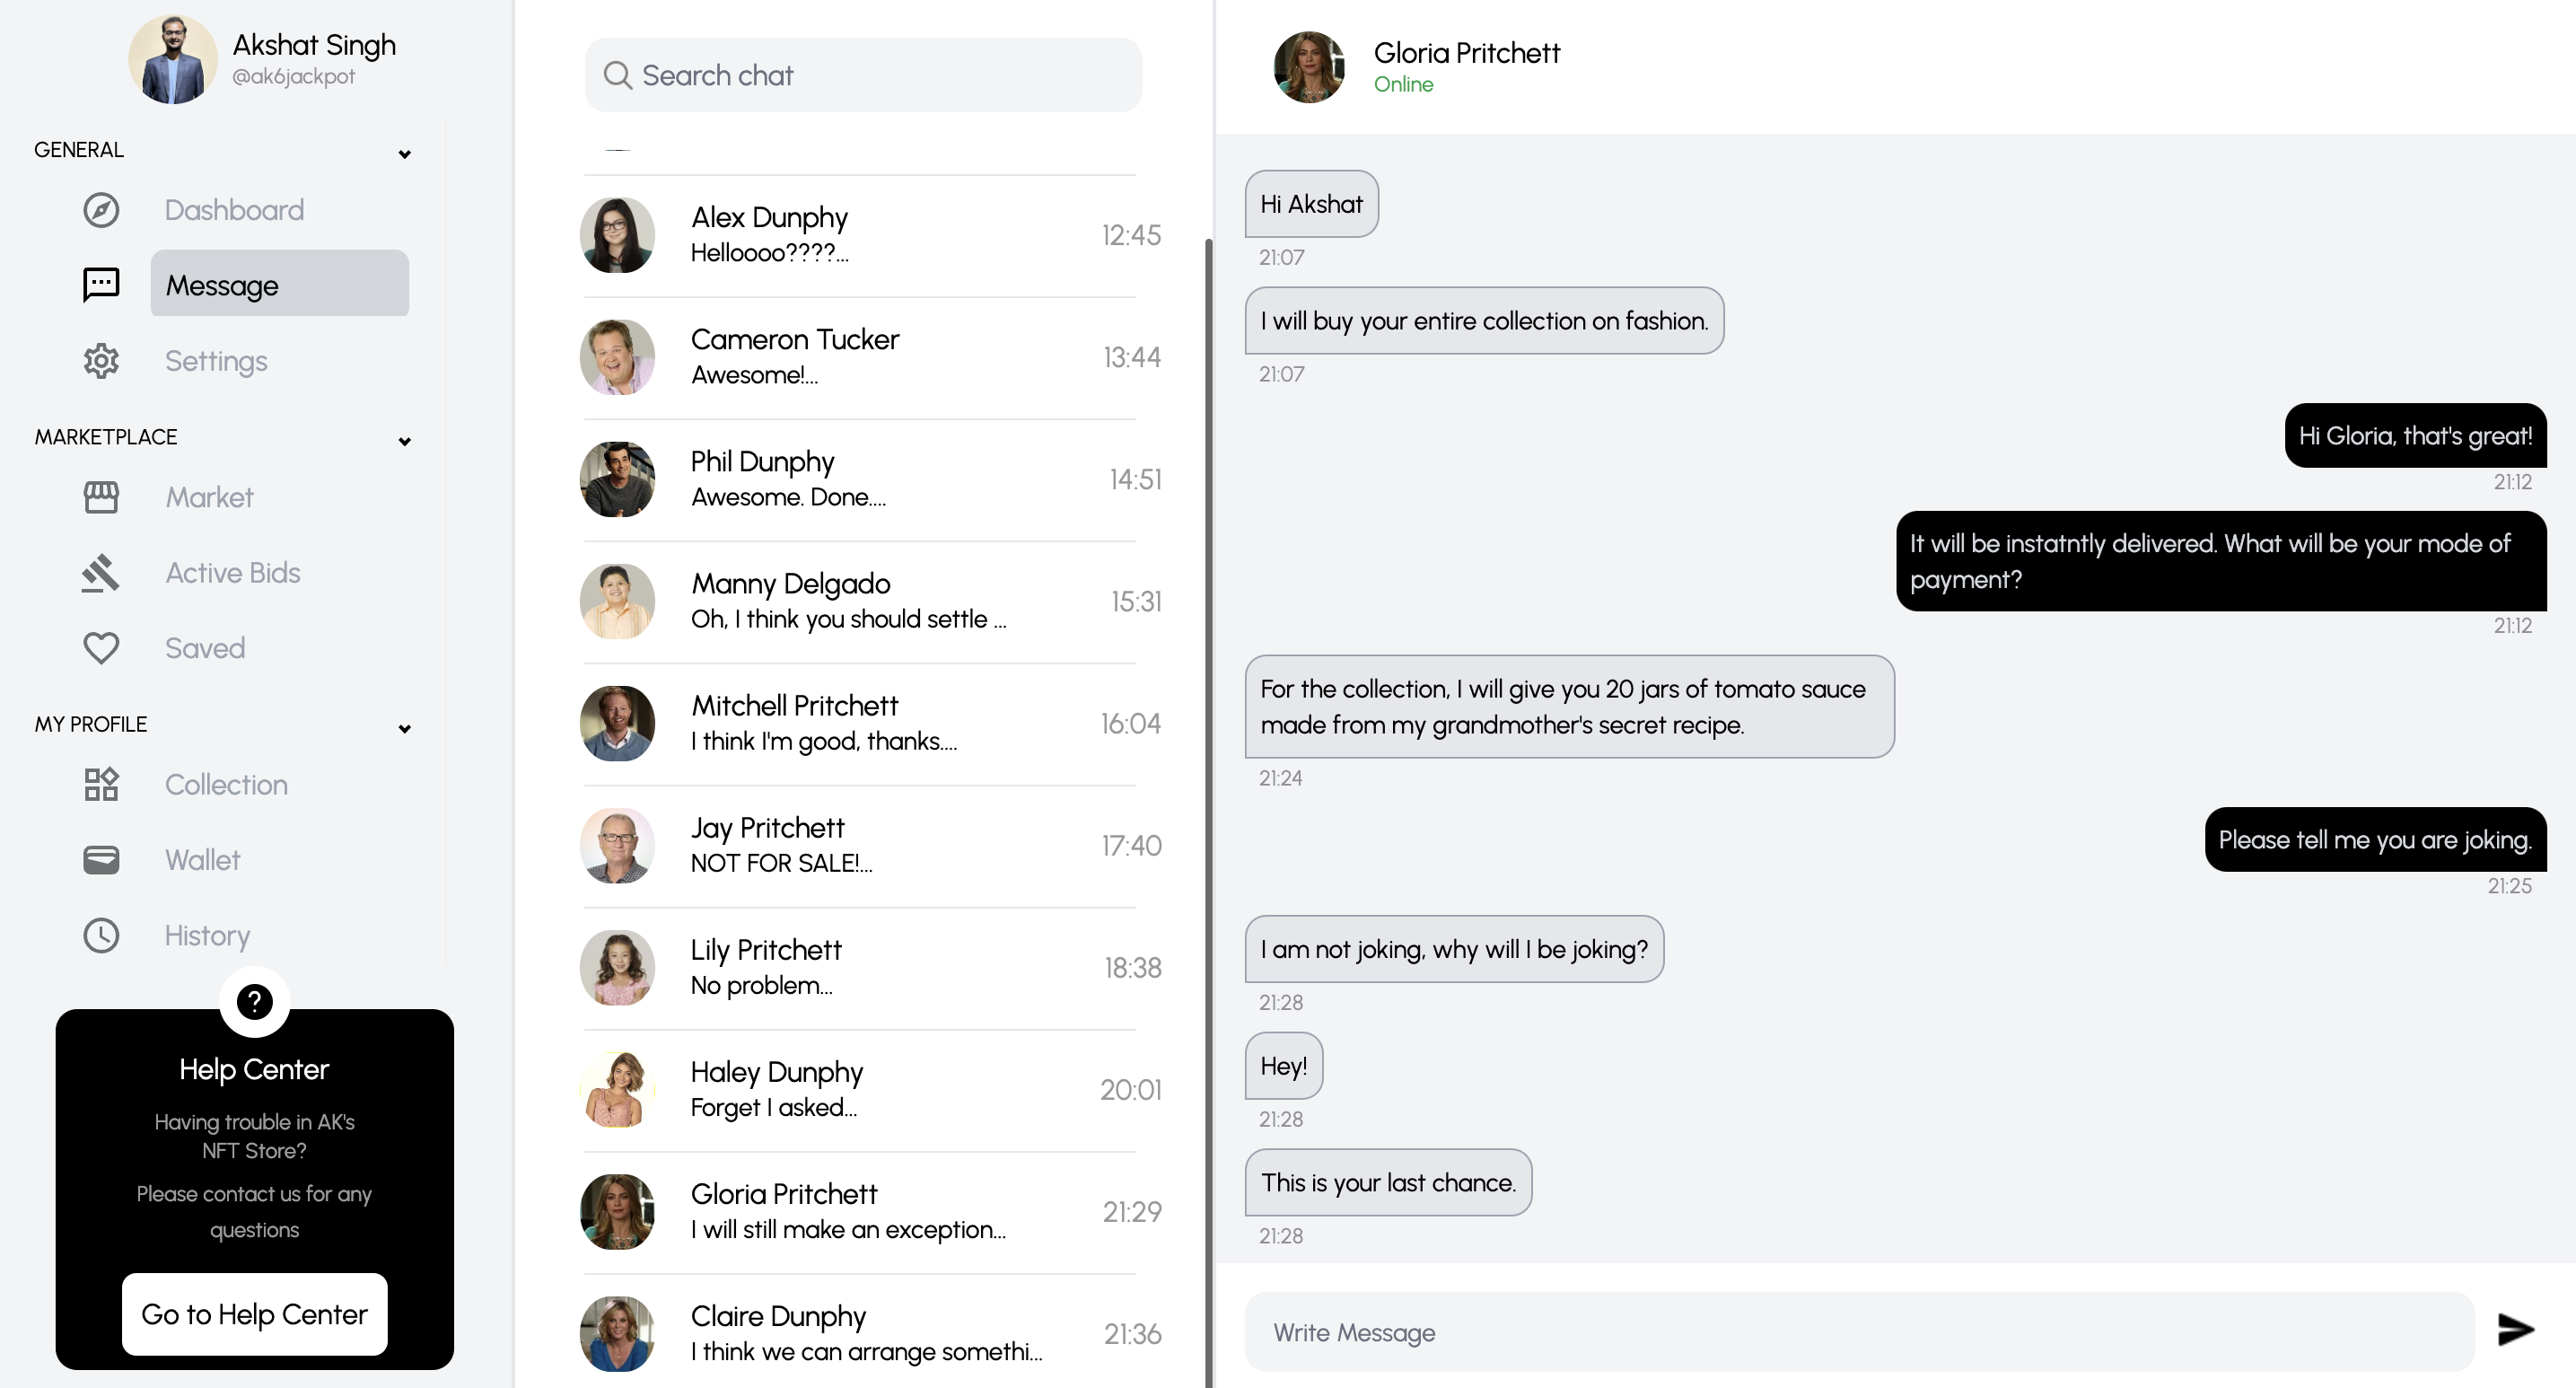 Akshat Singh
@ak6jackpot
GENERAL
Dashboard
Message
Settings
MARKETPLACE
Market
Active Bids
Saved
MY PROFILE
Collection
Wallet
History
?
Help Center
Having trouble in AK's
NFT Store?
Please contact us for any
questions
Go to Help Center
Search chat
Alex Dunphy
Helloooo????...
12:45
Cameron Tucker
Awesome!...
13:44
Phil Dunphy
Awesome. Done....
14:51
Manny Delgado
Oh, I think you should settle ...
15:31
Mitchell Pritchett
I think I'm good, thanks....
16:04
Jay Pritchett
NOT FOR SALE!...
17:40
Lily Pritchett
No problem...
18:38
Haley Dunphy
Forget I asked...
20:01
Gloria Pritchett
I will still make an exception...
21:29
Claire Dunphy
I think we can arrange somethi...
21:36
Gloria Pritchett
Online
Hi Akshat
21:07
I will buy your entire collection on fashion.
21:07
Hi Gloria, that's great!
21:12
It will be instatntly delivered. What will be your mode of
payment?
21:12
For the collection, I will give you 20 jars of tomato sauce
made from my grandmother's secret recipe.
21:24
Please tell me you are joking.
21:25
I am not joking, why will I be joking?
21:28
Hey!
21:28
This is your last chance.
21:28
Write Message